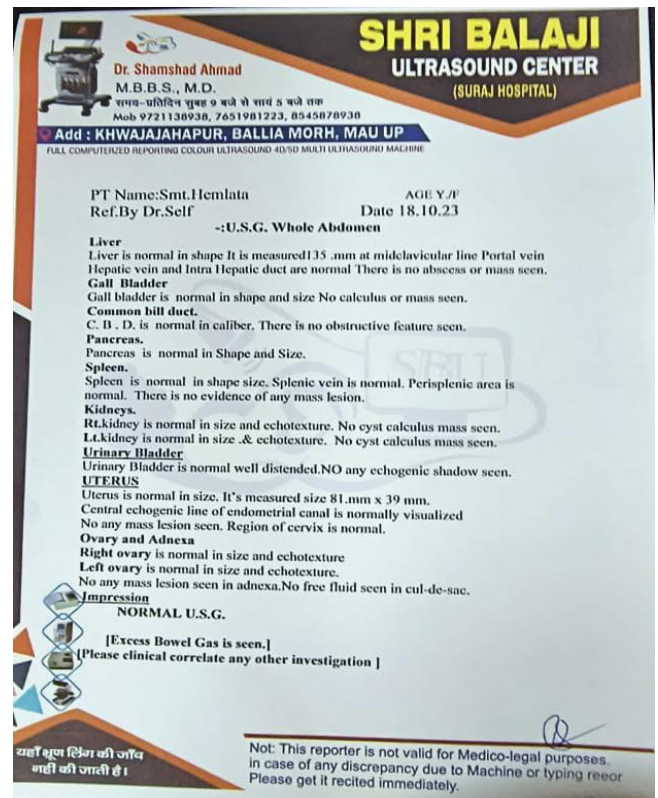 SHRI BALAJI
ULTRASOUND CENTER
(SURAJ HOSPITAL)
Dr. Shamshad Ahmad
M.B.B.S., M.D.
समय–प्रतिदिन सुबह 9 बजे से सायं 5 बजे तक
Mob 9721138938, 7651981223, 8545878938
Add : KHWAJAJAHAPUR, BALLIA MORH, MAU UP
FULL COMPUTERIZED REPORTING COLOUR ULTRASOUND 4D/5D MULTI ULTRASOUND MACHINE
PT Name:Smt.Hemlata AGE Y./F
Ref.By Dr.Self Date 18.10.23
-:U.S.G. Whole Abdomen
Liver
Liver is normal in shape It is measured135 .mm at midclavicular line Portal vein
Hepatic vein and Intra Hepatic duct are normal There is no abscess or mass seen.
Gall Bladder
Gall bladder is normal in shape and size No calculus or mass seen.
Common bill duct.
C. B . D. is normal in caliber. There is no obstructive feature seen.
Pancreas.
Pancreas is normal in Shape and Size.
Spleen.
Spleen is normal in shape size. Splenic vein is normal. Perisplenic area is
normal. There is no evidence of any mass lesion.
Kidneys.
Rt.kidney is normal in size and echotexture. No cyst calculus mass seen.
Lt.kidney is normal in size .& echotexture. No cyst calculus mass seen.
Urinary Bladder
Urinary Bladder is normal well distended.NO any echogenic shadow seen.
UTERUS
Uterus is normal in size. It's measured size 81.mm x 39 mm.
Central echogenic line of endometrial canal is normally visualized
No any mass lesion seen. Region of cervix is normal.
Ovary and Adnexa
Right ovary is normal in size and echotexture
Left ovary is normal in size and echotexture.
No any mass lesion seen in adnexa.No free fluid seen in cul-de-sac.
Impression
NORMAL U.S.G.
[Excess Bowel Gas is seen.]
[Please clinical correlate any other investigation ]
यहाँ भ्रूण लिंग की जाँच
नहीं की जाती है।
Not: This reporter is not valid for Medico-legal purposes.
in case of any discrepancy due to Machine or typing reeor
Please get it recited immediately.